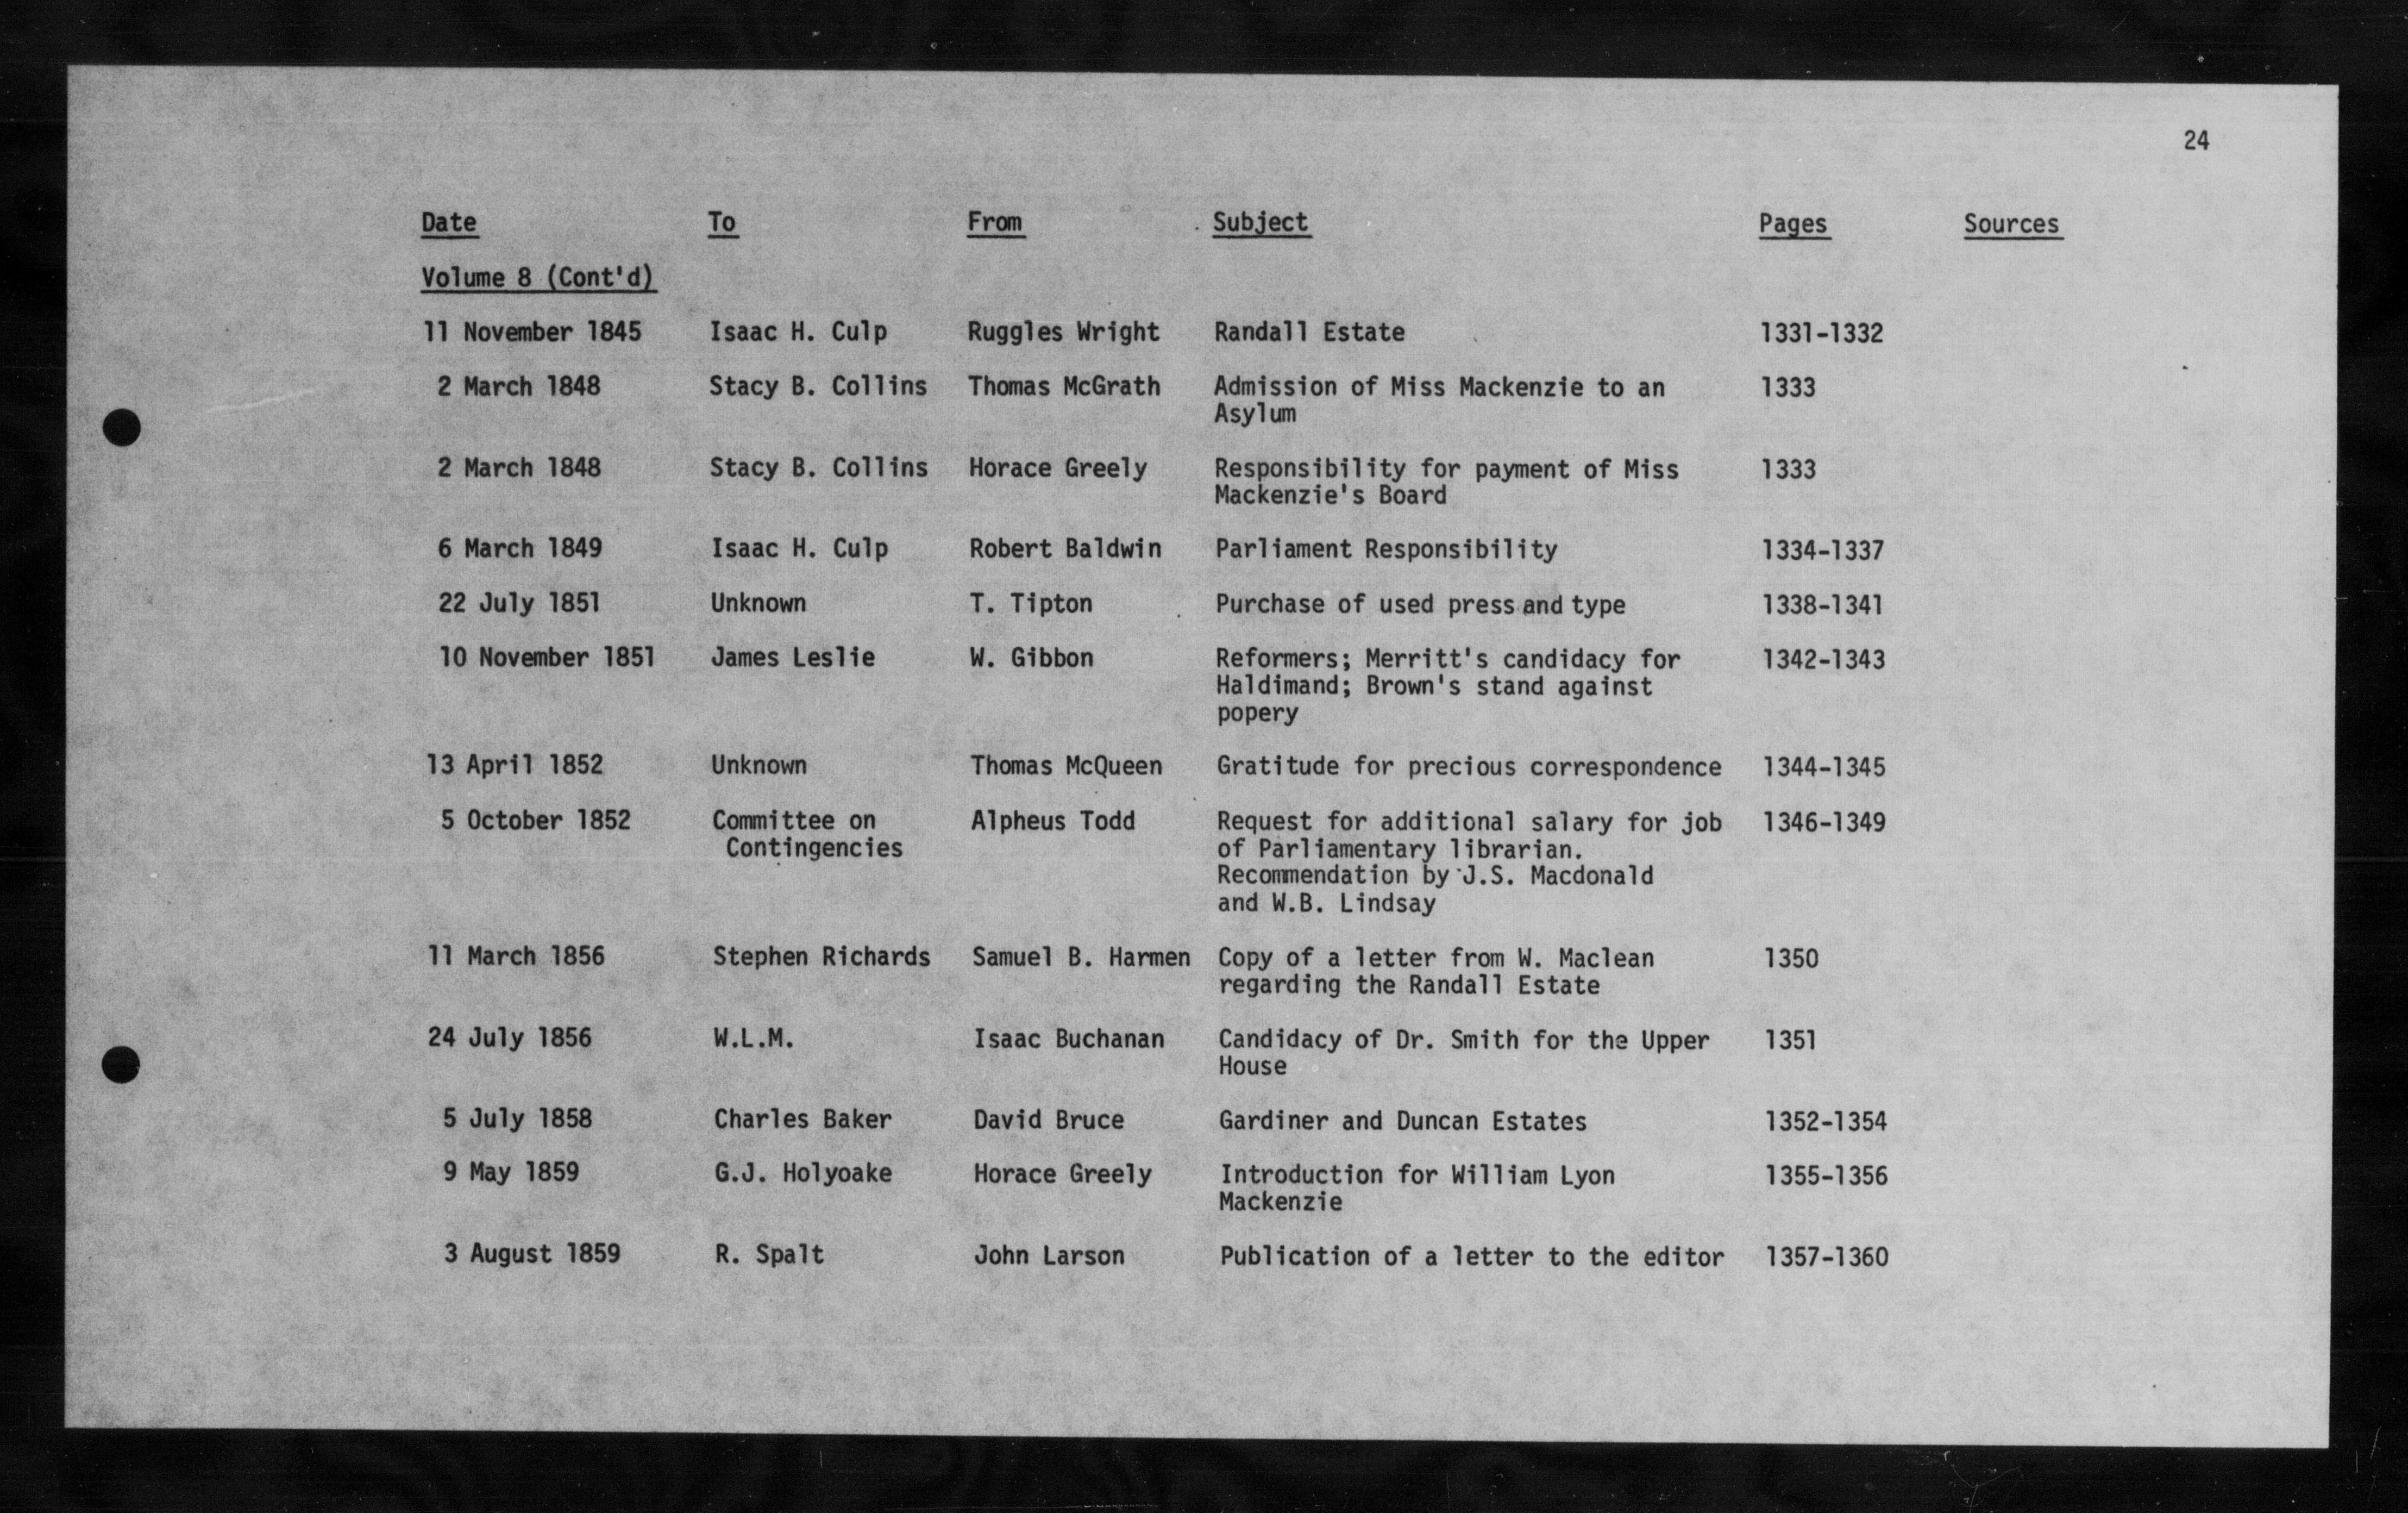 24
Date To From Subject Pages Sources
Volume 8 (Cont'd)
11 November 1845 Isaac H. Culp Ruggles Wright Randall Estate 1331-1332
2 March 1848 Stacy B. Collins Thomas McGrath Admission of Miss Mackenzie to an 1333
Asylum
2 March 1848 Stacy B. Collins Horace Greely Responsibility for payment of Miss 1333
Mackenzie's Board
6 March 1849 Isaac H. Culp Robert Baldwin Parliament Responsibility 1334-1337
22 July 1851 Unknown T. Tipton Purchase of used press and type 1338-1341
10 November 1851 James Leslie W. Gibbon Reformers; Merritt's candidacy for 1342-1343
Haldimand; Brown's stand against
popery
13 April 1852 Unknown Thomas McQueen Gratitude for precious correspondence 1344-1345
5 October 1852 Committee on Alpheus Todd Request for additional salary for job 1346-1349
Contingencies of Parliamentary librarian.
Recommendation by J.S. Macdonald
and W.B. Lindsay
11 March 1856 Stephen Richards Samuel B. Harmen Copy of a letter from W. Maclean 1350
regarding the Randall Estate
24 July 1856 W.L.M. Isaac Buchanan Candidacy of Dr. Smith for the Upper 1351
House
5 July 1858 Charles Baker David Bruce Gardiner and Duncan Estates 1352-1354
9 May 1859 G.J. Holyoake Horace Greely Introduction for William Lyon 1355-1356
Mackenzie
3 August 1859 R. Spalt John Larson Publication of a letter to the editor 1357-1360